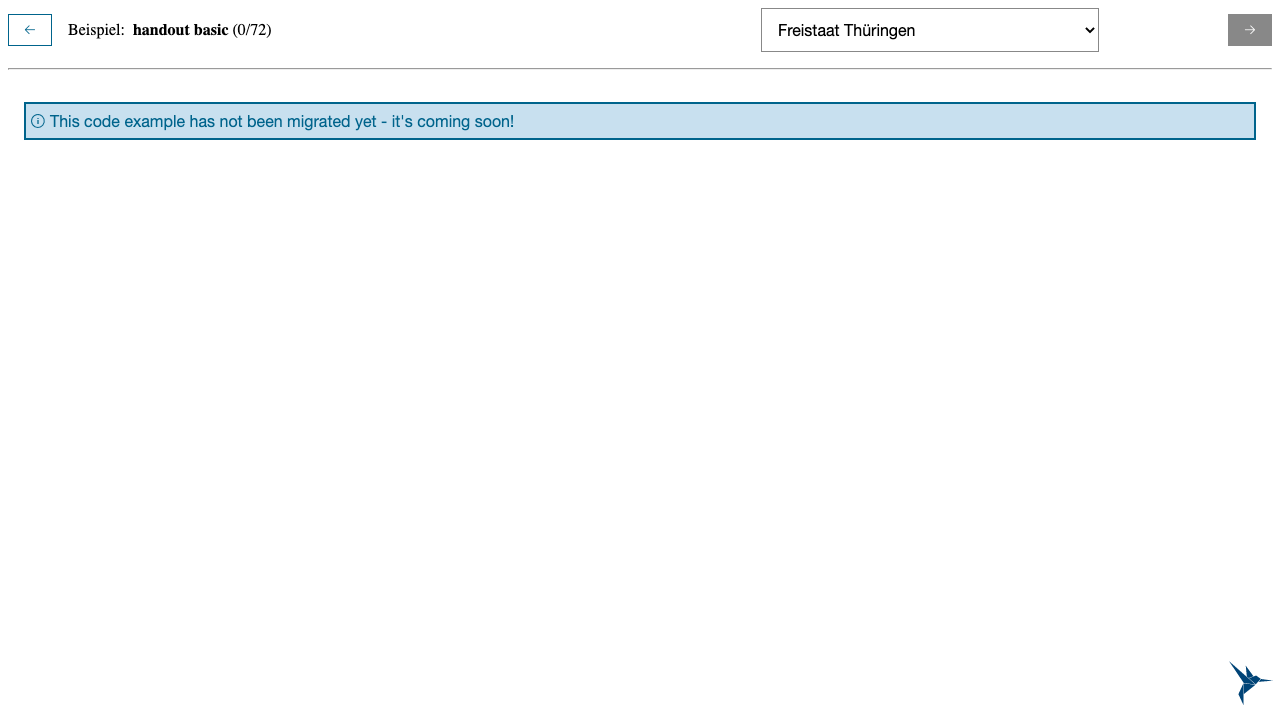 Beispiel: handout basic (0/72)
Freistaat Thüringen
This code example has not been migrated yet - it's coming soon!